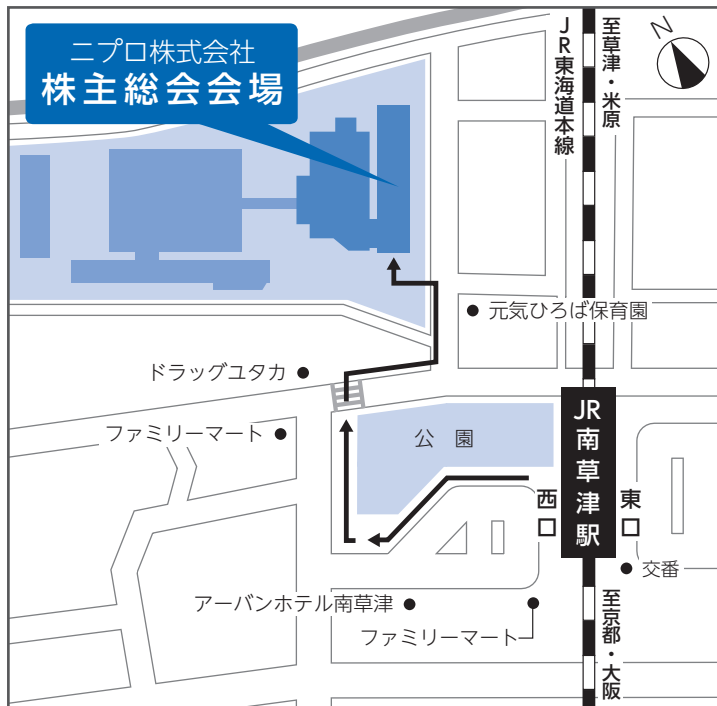 ニプロ株式会社
株主総会会場
JR東海道本線
至草津・米原
N
元気ひろば保育園
ドラッグユタカ
ファミリーマート
公園
JR南草津駅
西口
東口
交番
アーバンホテル南草津
ファミリーマート
至京都・大阪